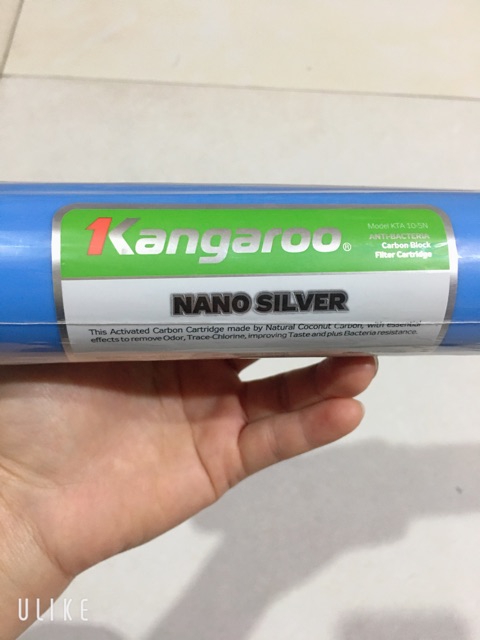 Kangaroo®
Model KTA 10-SN
ANTI-BACTERIA
Carbon Block
Filter Cartridge
NANO SILVER
This Activated Carbon Cartridge made by Natural Coconut Carbon, with essential
effects to remove Odor, Trace-Chlorine, improving Taste and plus Bacteria resistance.
ULIKE